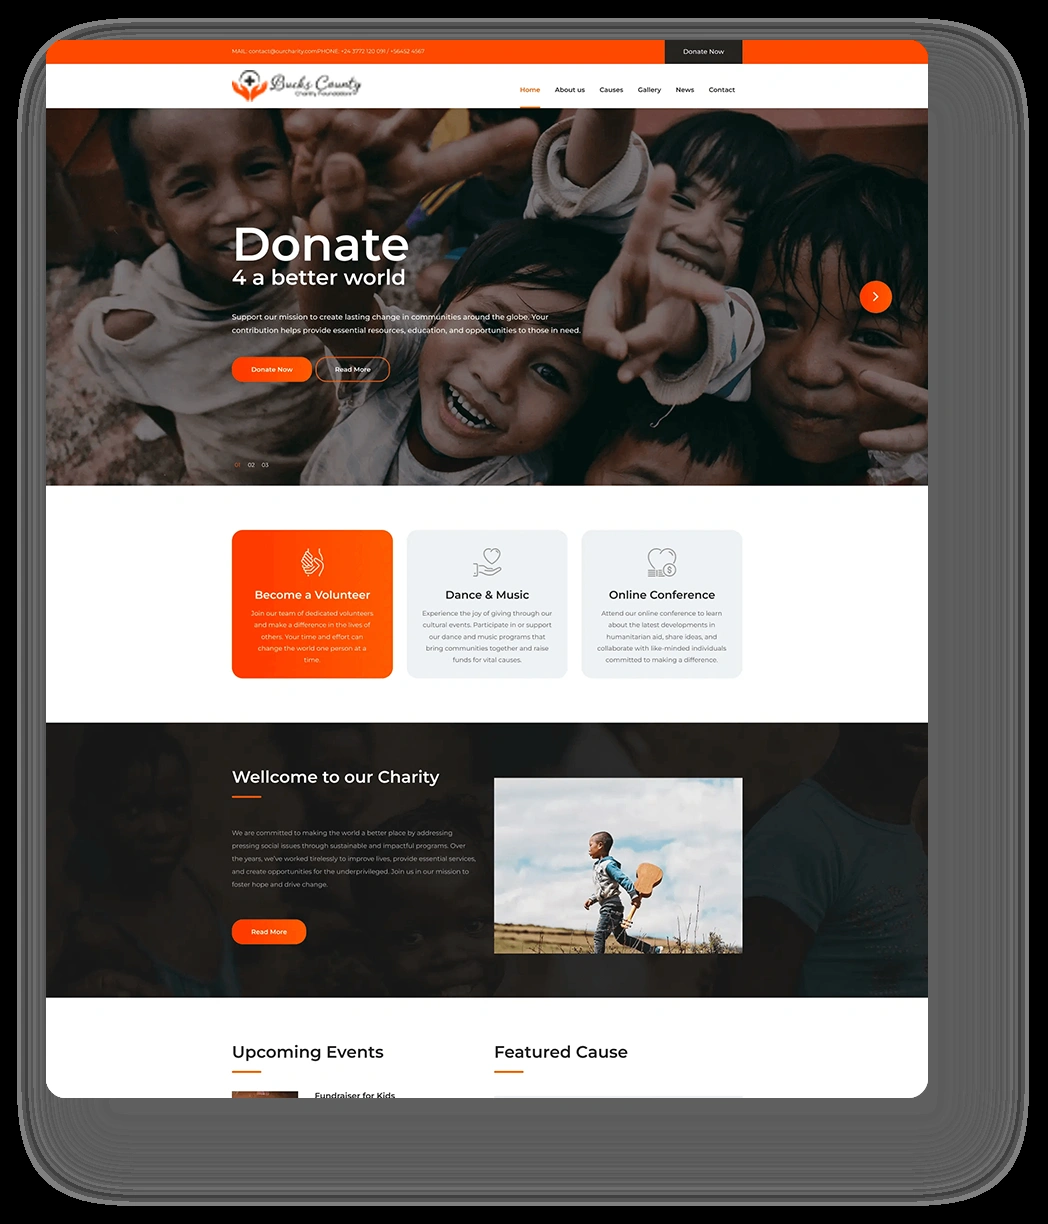 MAIL: contact@ourcharity.comPHONE: +24 3772 120 091 / +56452 4567
Donate Now
Bucks County
Charity Foundation
Home About us Causes Gallery News Contact
Donate
4 a better world
Support our mission to create lasting change in communities around the globe. Your
contribution helps provide essential resources, education, and opportunities to those in need.
Donate Now Read More
01 02 03
Become a Volunteer
Join our team of dedicated volunteers
and make a difference in the lives of
others. Your time and effort can
change the world one person at a
time.
Dance & Music
Experience the joy of giving through our
cultural events. Participate in or support
our dance and music programs that
bring communities together and raise
funds for vital causes.
Online Conference
Attend our online conference to learn
about the latest developments in
humanitarian aid, share ideas, and
collaborate with like-minded individuals
committed to making a difference.
Wellcome to our Charity
We are committed to making the world a better place by addressing
pressing social issues through sustainable and impactful programs. Over
the years, we've worked tirelessly to improve lives, provide essential services,
and create opportunities for the underprivileged. Join us in our mission to
foster hope and drive change.
Read More
Upcoming Events
Fundraiser for Kids
Featured Cause